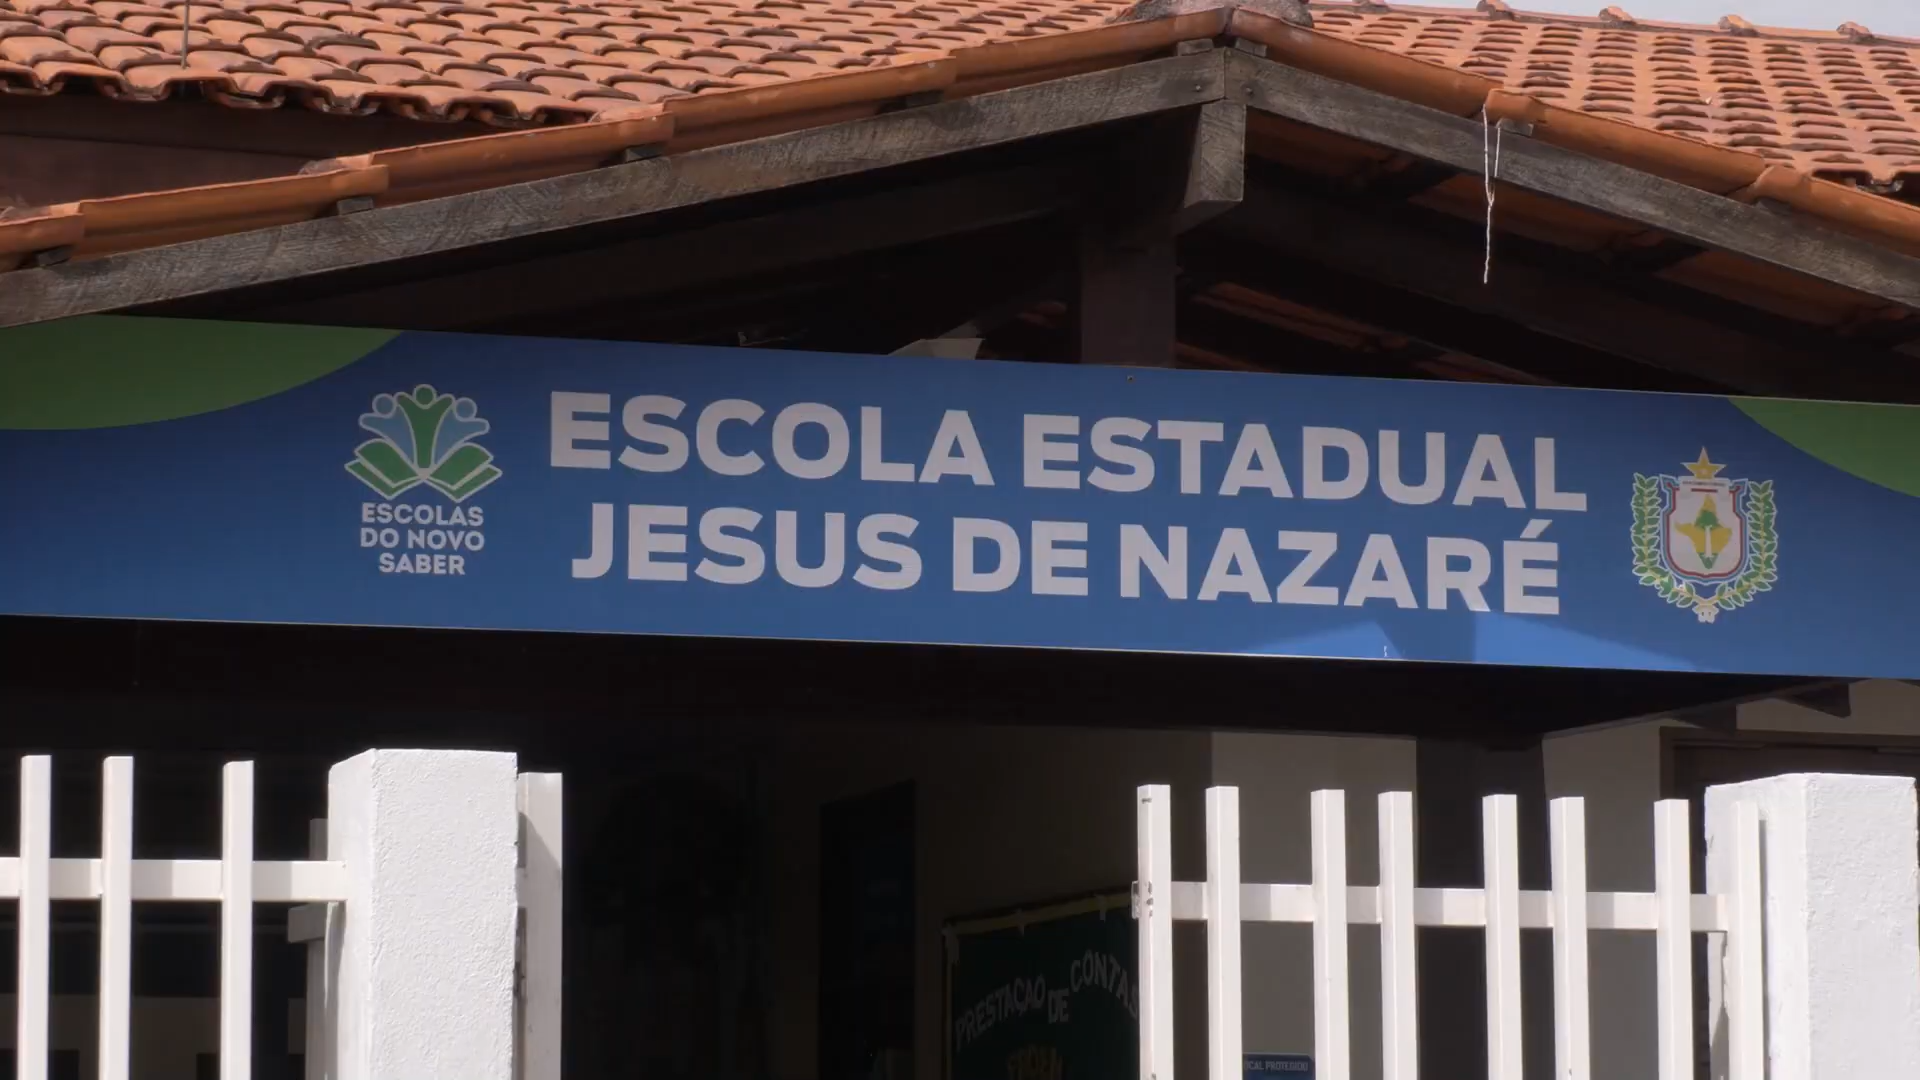 ESCOLA ESTADUAL
JESUS DE NAZARÉ
ESCOLAS
DO NOVO
SABER
PRESTAÇÃO DE CONTAS